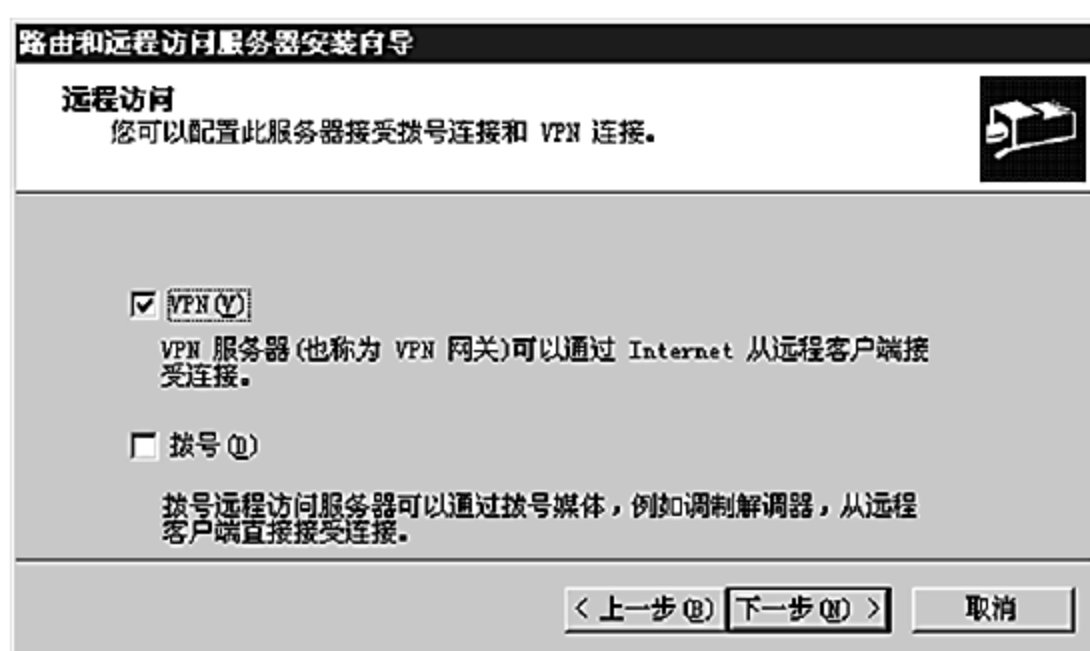 路由和远程访问服务器安装向导
远程访问
您可以配置此服务器接受拨号连接和 VPN 连接。
VPN(V)
VPN 服务器(也称为 VPN 网关)可以通过 Internet 从远程客户端接
受连接。
拨号(D)
拨号远程访问服务器可以通过拨号媒体，例如调制解调器，从远程
客户端直接接受连接。
< 上一步(B) 下一步(N) > 取消